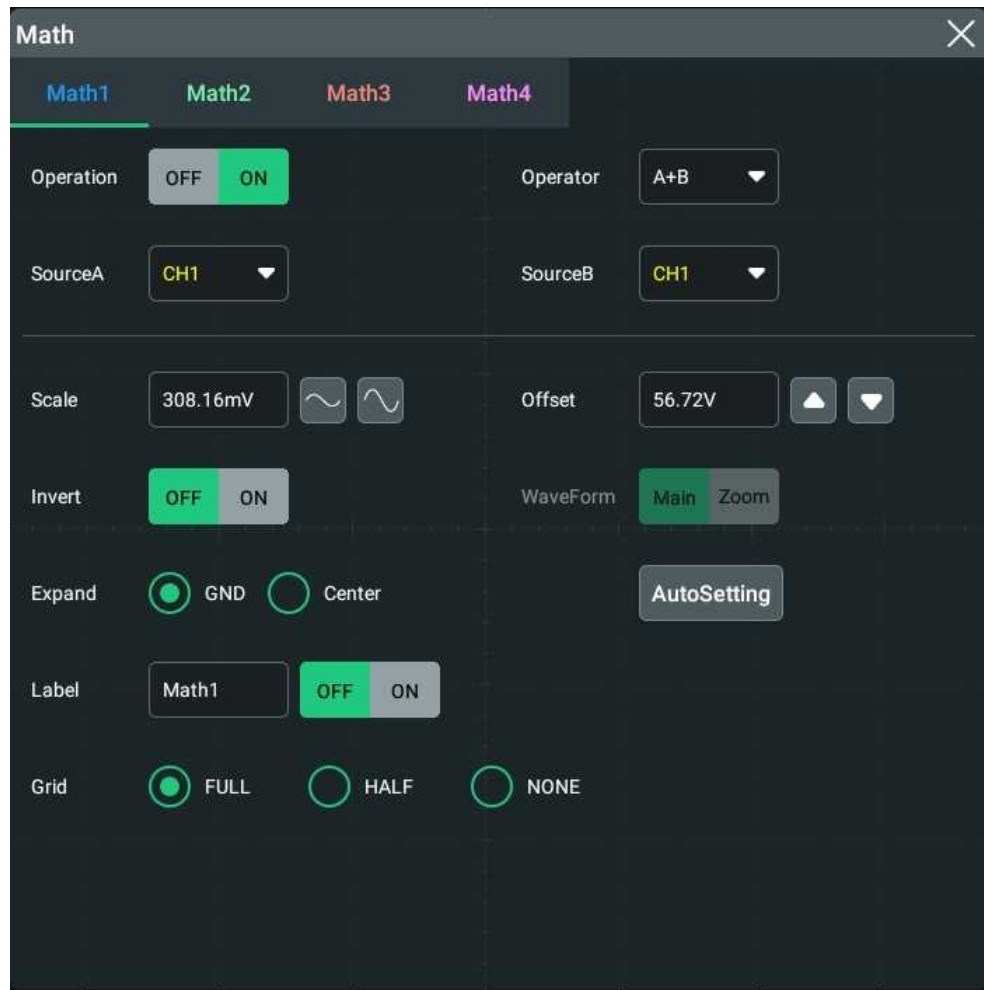 Math
Math1 Math2 Math3 Math4
Operation OFF ON Operator A+B
SourceA CH1 SourceB CH1
Scale 308.16mV Offset 56.72V
Invert OFF ON WaveForm Main Zoom
Expand GND Center AutoSetting
Label Math1 OFF ON
Grid FULL HALF NONE